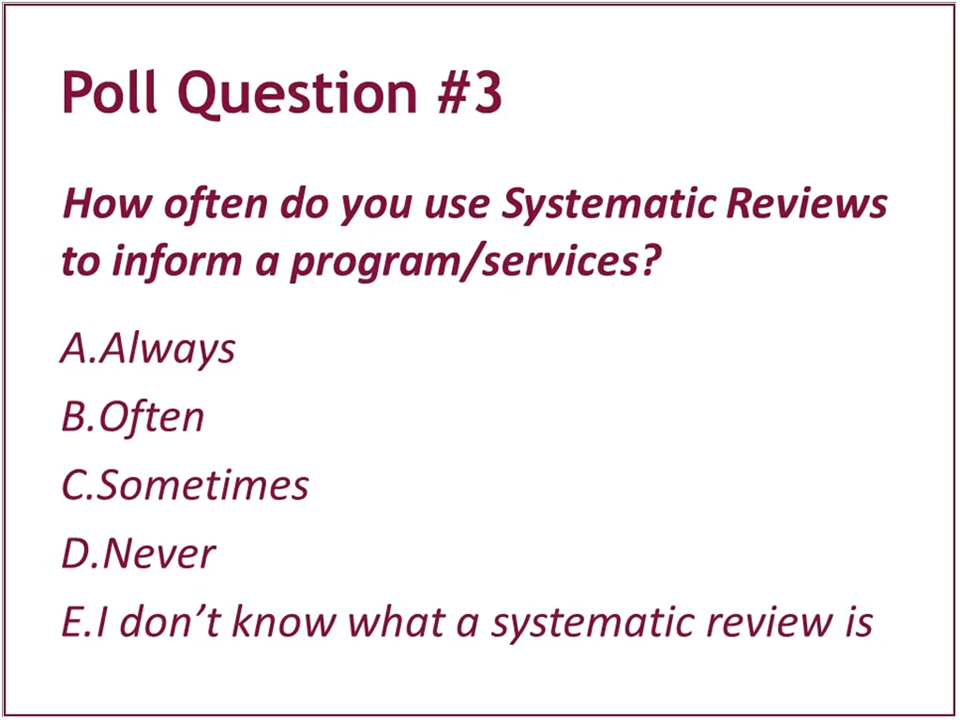 Poll Question #3
How often do you use Systematic Reviews
to inform a program/services?
A.Always
B.Often
C.Sometimes
D.Never
E.I don’t know what a systematic review is